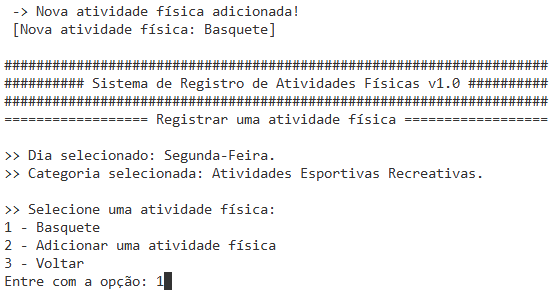 -> Nova atividade física adicionada!
[Nova atividade física: Basquete]
####################################################################
########## Sistema de Registro de Atividades Físicas v1.0 ##########
####################################################################
================== Registrar uma atividade física ==================
>> Dia selecionado: Segunda-Feira.
>> Categoria selecionada: Atividades Esportivas Recreativas.
>> Selecione uma atividade física:
1 - Basquete
2 - Adicionar uma atividade física
3 - Voltar
Entre com a opção: 1